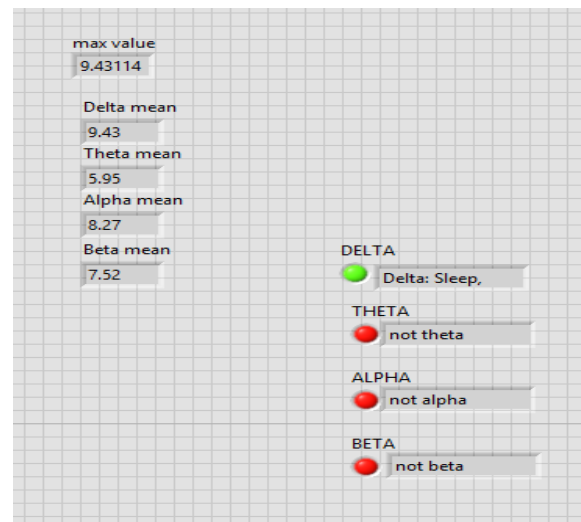 max value
9.43114
Delta mean
9.43
Theta mean
5.95
Alpha mean
8.27
Beta mean
7.52
DELTA
Delta: Sleep,
THETA
not theta
ALPHA
not alpha
BETA
not beta